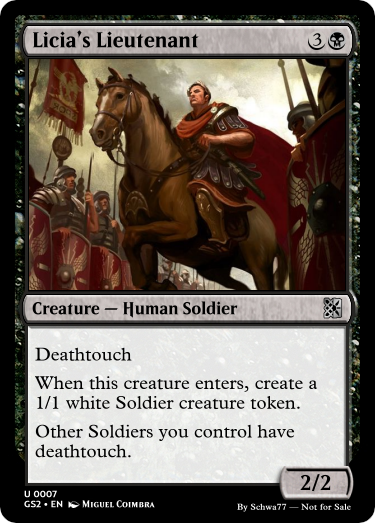 Licia's Lieutenant 3
Creature — Human Soldier
Deathtouch
When this creature enters, create a
1/1 white Soldier creature token.
Other Soldiers you control have
deathtouch.
2/2
U 0007
GS2 • EN Miguel Coimbra
By Schwa77 — Not for Sale